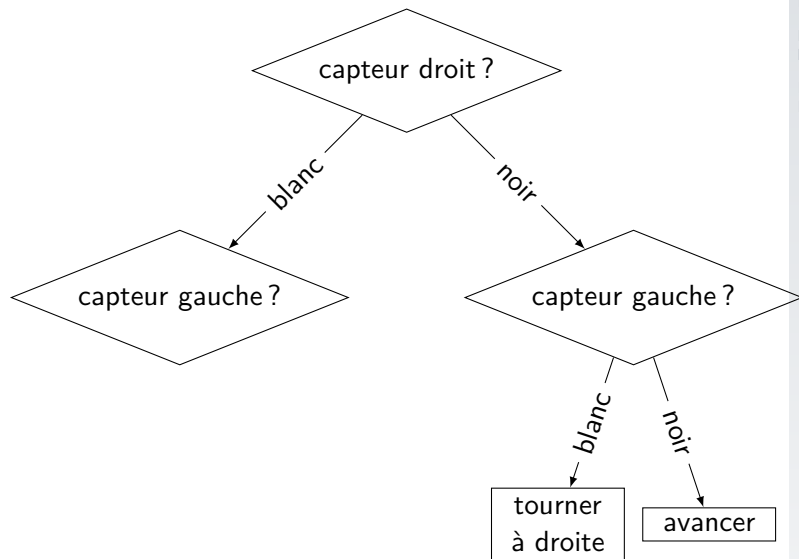 capteur droit ?
blanc
noir
capteur gauche ?
capteur gauche ?
blanc
noir
tourner
à droite
avancer